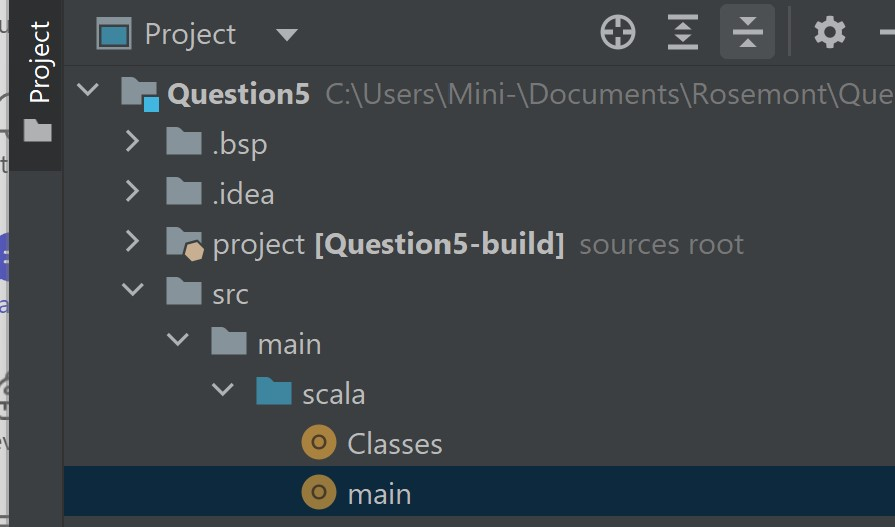 Project
Project
Question5 C:\Users\Mini-\Documents\Rosemont\Que
.bsp
.idea
project [Question5-build] sources root
src
main
scala
Classes
main